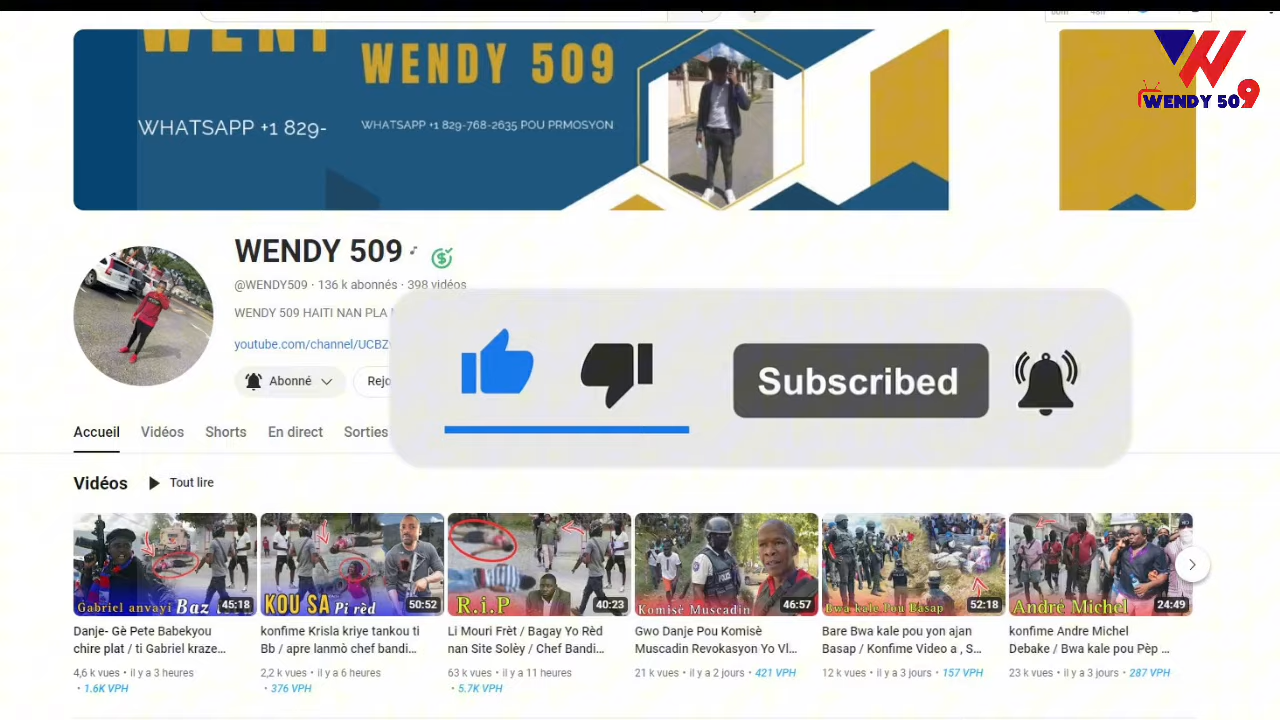 WENDY 509
WHATSAPP +1 829-
WHATSAPP +1 829-768-2635 POU PRMOSYON
WENDY 509
WENDY 509
@WENDY509 · 136 k abonnés · 398 vidéos
WENDY 509 HAITI NAN PLA
youtube.com/channel/UCBZ
Abonné
Rejo
Subscribed
Accueil
Vidéos
Shorts
En direct
Sorties
Vidéos
Tout lire
Gabriel anvayi Baz
45:18
KOU SA Pi rèd
50:52
R.i.P
40:23
Komisè Muscadin
46:57
Bwa kale Pou Basap
52:18
Andre Michel
24:49
Danje- Gè Pete Babekyou
chire plat / ti Gabriel kraze...
4,6 k vues • il y a 3 heures
• 1.6K VPH
konfime Krisla kriye tankou ti
Bb / apre lanmò chef bandi...
2,2 k vues • il y a 6 heures
• 376 VPH
Li Mouri Frèt / Bagay Yo Rèd
nan Site Solèy / Chef Bandi...
63 k vues • il y a 11 heures
• 5.7K VPH
Gwo Danje Pou Komisè
Muscadin Revokasyon Yo Vl...
21 k vues • il y a 2 jours • 421 VPH
Bare Bwa kale pou yon ajan
Basap / Konfime Video a , S...
12 k vues • il y a 3 jours • 157 VPH
konfime Andre Michel
Debake / Bwa kale pou Pèp ...
23 k vues • il y a 3 jours • 287 VPH